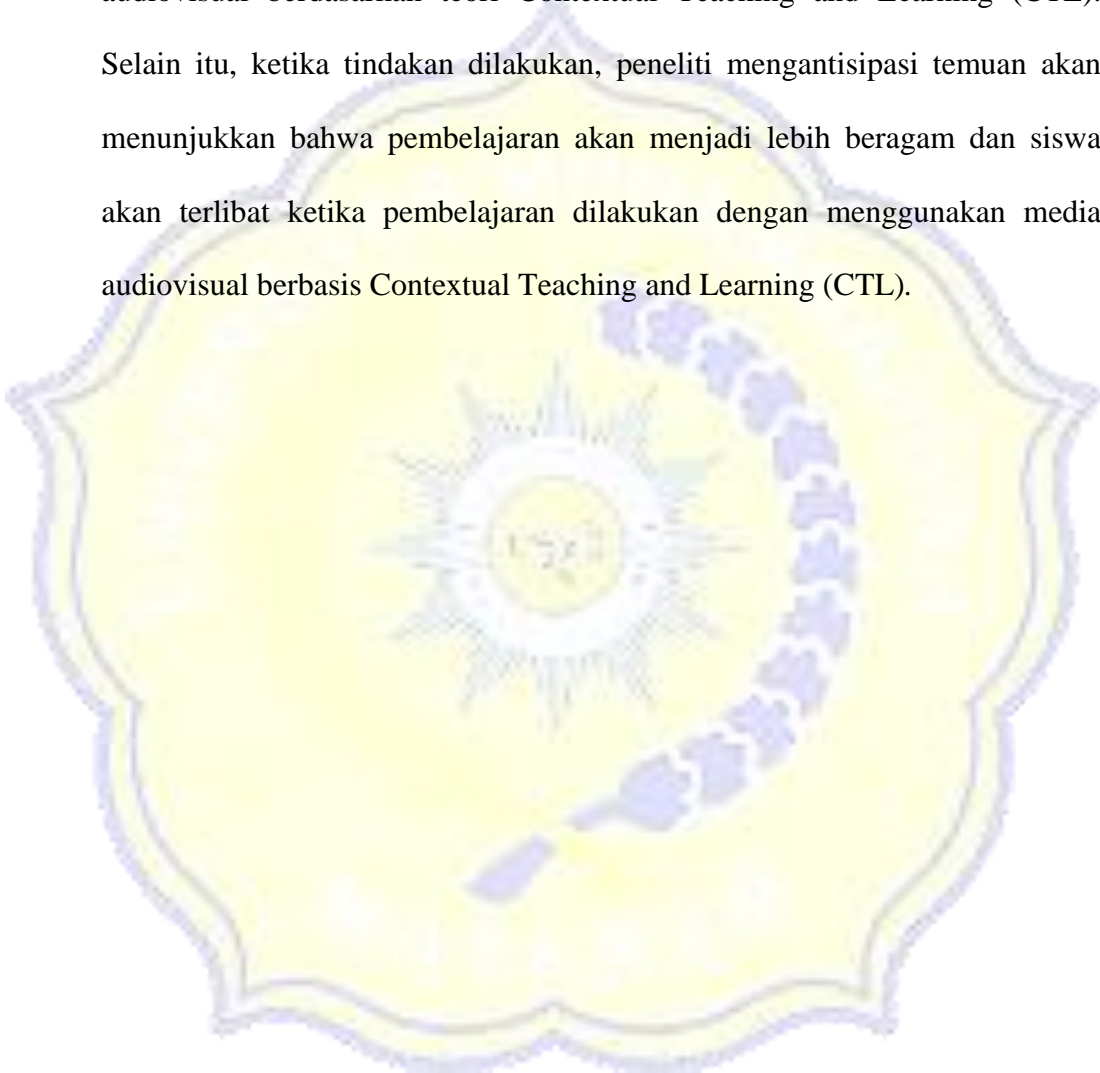 audiovisual berdasarkan teori Contextual Teaching and Learning (CTL).
Selain itu, ketika tindakan dilakukan, peneliti mengantisipasi temuan akan
menunjukkan bahwa pembelajaran akan menjadi lebih beragam dan siswa
akan terlibat ketika pembelajaran dilakukan dengan menggunakan media
audiovisual berbasis Contextual Teaching and Learning (CTL).